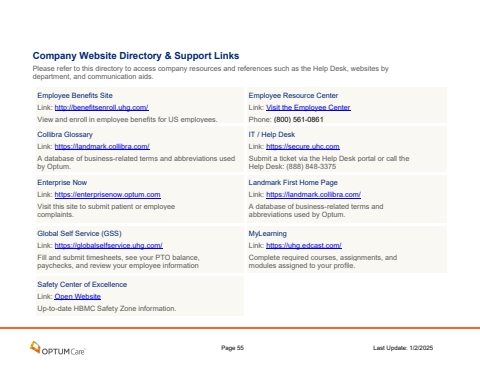 Company Website Directory & Support Links
Please refer to this directory to access company resources and references such as the Help Desk, websites by
department, and communication aids.
Employee Benefits Site
Link: http://benefitsenroll.uhg.com/
View and enroll in employee benefits for US employees.
Employee Resource Center
Link: Visit the Employee Center
Phone: (800) 561-0861
Collibra Glossary
Link: https://landmark.collibra.com/
A database of business-related terms and abbreviations used
by Optum.
IT / Help Desk
Link: https://secure.uhc.com
Submit a ticket via the Help Desk portal or call the
Help Desk: (888) 848-3375
Enterprise Now
Link: https://enterprisenow.optum.com
Visit this site to submit patient or employee
complaints.
Landmark First Home Page
Link: https://landmark.collibra.com/
A database of business-related terms and
abbreviations used by Optum.
Global Self Service (GSS)
Link: https://globalselfservice.uhg.com/
Fill and submit timesheets, see your PTO balance,
paychecks, and review your employee information
MyLearning
Link: https://uhg.edcast.com/
Complete required courses, assignments, and
modules assigned to your profile.
Safety Center of Excellence
Link: Open Website
Up-to-date HBMC Safety Zone information.
OPTUMCare
Page 55
Last Update: 1/2/2025